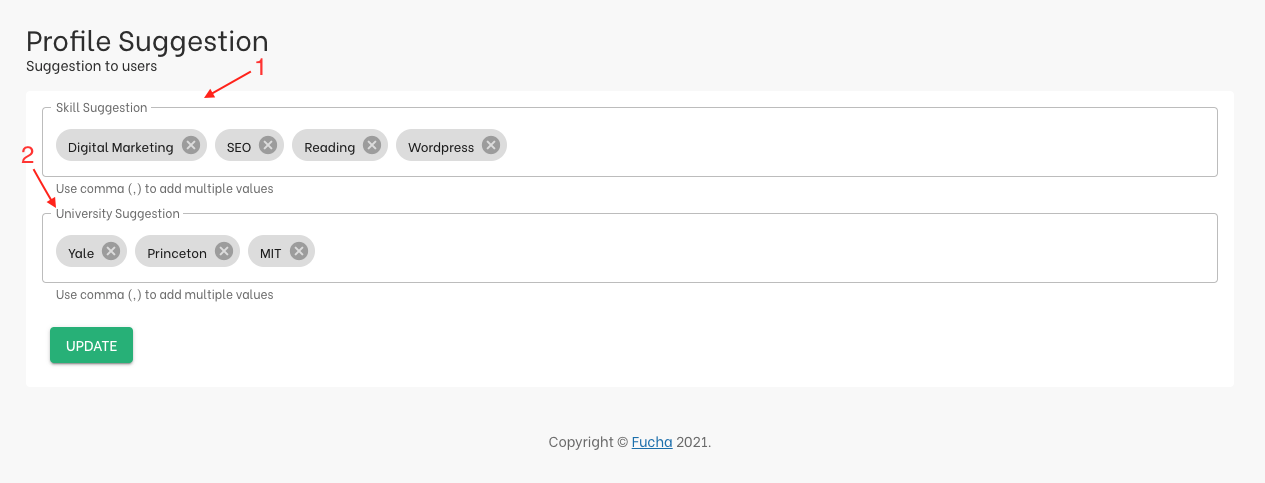 Profile Suggestion
Suggestion to users
1
Skill Suggestion
Digital Marketing SEO Reading Wordpress
2
Use comma (,) to add multiple values
University Suggestion
Yale Princeton MIT
Use comma (,) to add multiple values
UPDATE
Copyright © Fucha 2021.